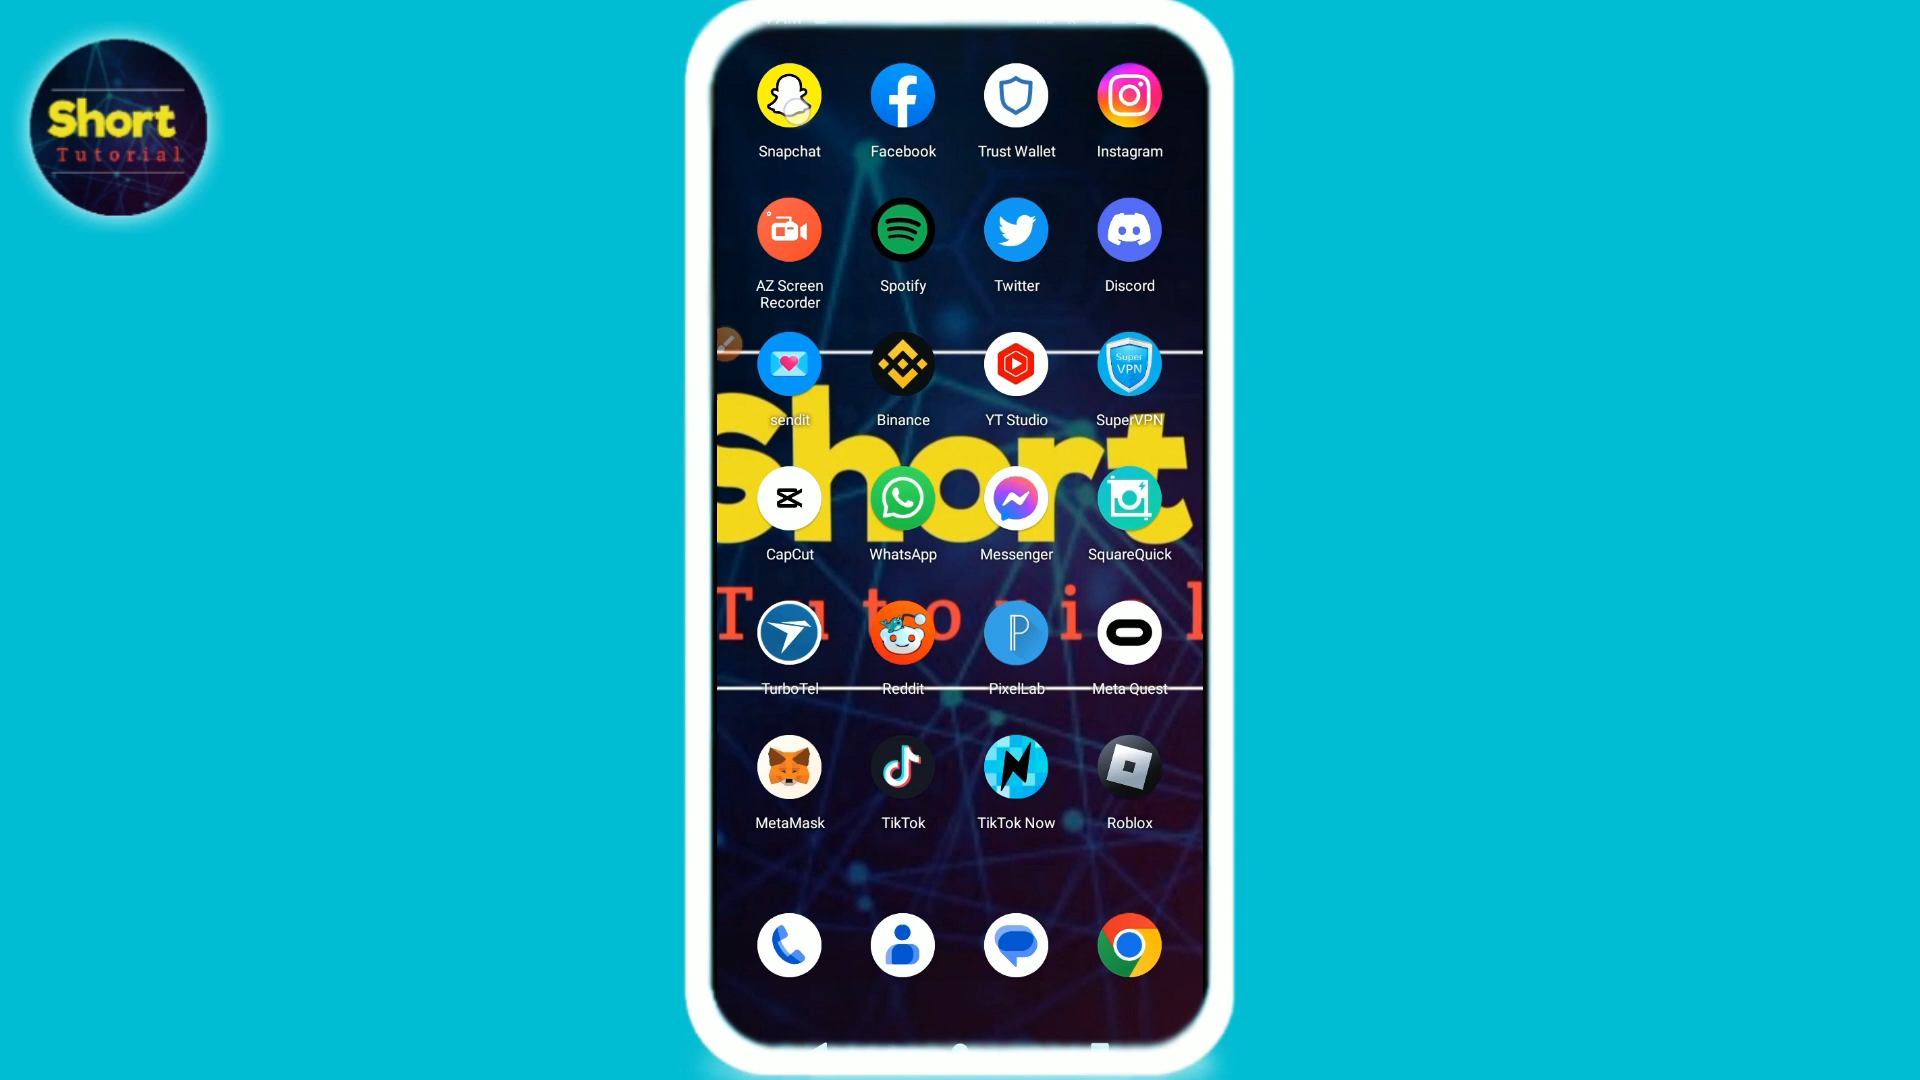 Short
Tutorial
Snapchat
Facebook
Trust Wallet
Instagram
AZ Screen
Recorder
Spotify
Twitter
Discord
Super
VPN
sendit
Binance
YT Studio
SuperVPN
Short
CapCut
WhatsApp
Messenger
SquareQuick
TurboTel
Reddit
PixelLab
Meta Quest
MetaMask
TikTok
TikTok Now
Roblox